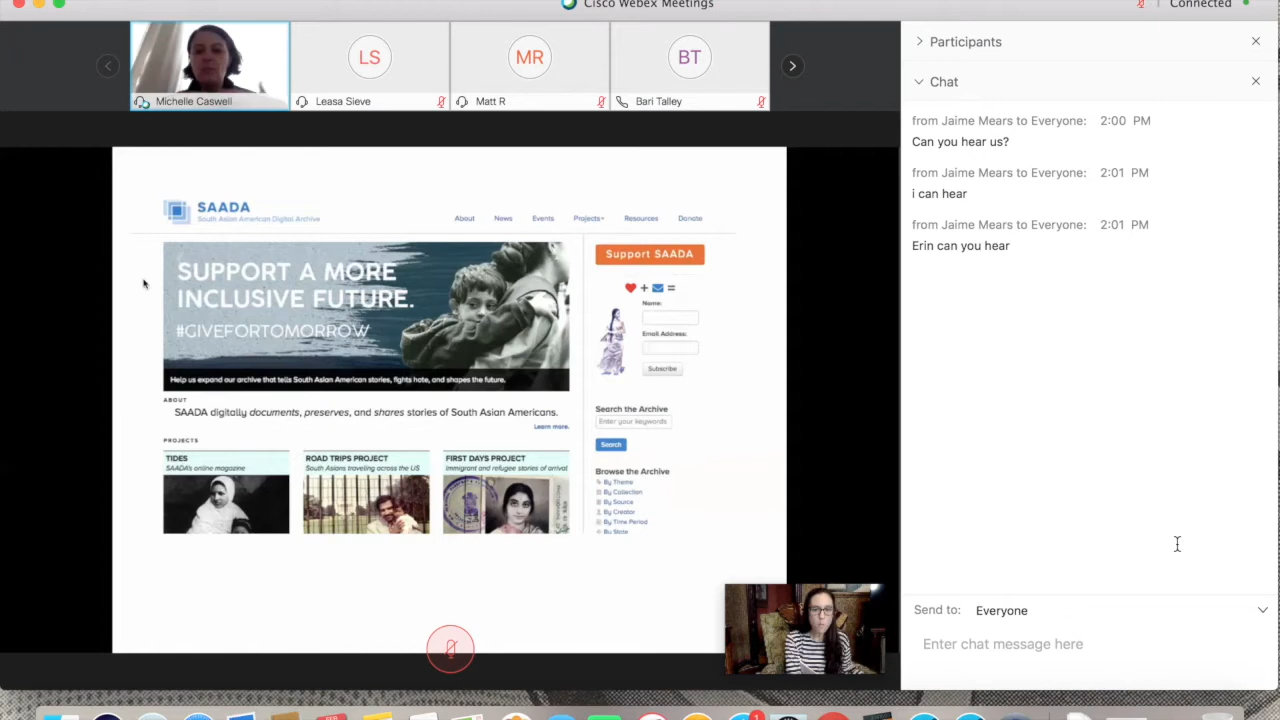 Cisco Webex Meetings
Connected
LS
MR
BT
Michelle Caswell
Leasa Sieve
Matt R
Bari Talley
SAADA
South Asian American Digital Archive
About
News
Events
Projects
Resources
Donate
SUPPORT A MORE
INCLUSIVE FUTURE.
#GIVEFORTOMORROW
Help us expand our archive that tells South Asian American stories, fights hate, and shapes the future.
ABOUT
SAADA digitally documents, preserves, and shares stories of South Asian Americans.
Learn more.
PROJECTS
TIDES
SAADA's online magazine
ROAD TRIPS PROJECT
South Asians traveling across the US
FIRST DAYS PROJECT
Immigrant and refugee stories of arrival
Support SAADA
+ =
Name:
Email Address:
Subscribe
Search the Archive
Enter your keywords
Search
Browse the Archive
By Theme
By Collection
By Source
By Creator
By Time Period
By State
Participants
Chat
from Jaime Mears to Everyone: 2:00 PM
Can you hear us?
from Jaime Mears to Everyone: 2:01 PM
i can hear
from Jaime Mears to Everyone: 2:01 PM
Erin can you hear
Send to: Everyone
Enter chat message here
FEB
1